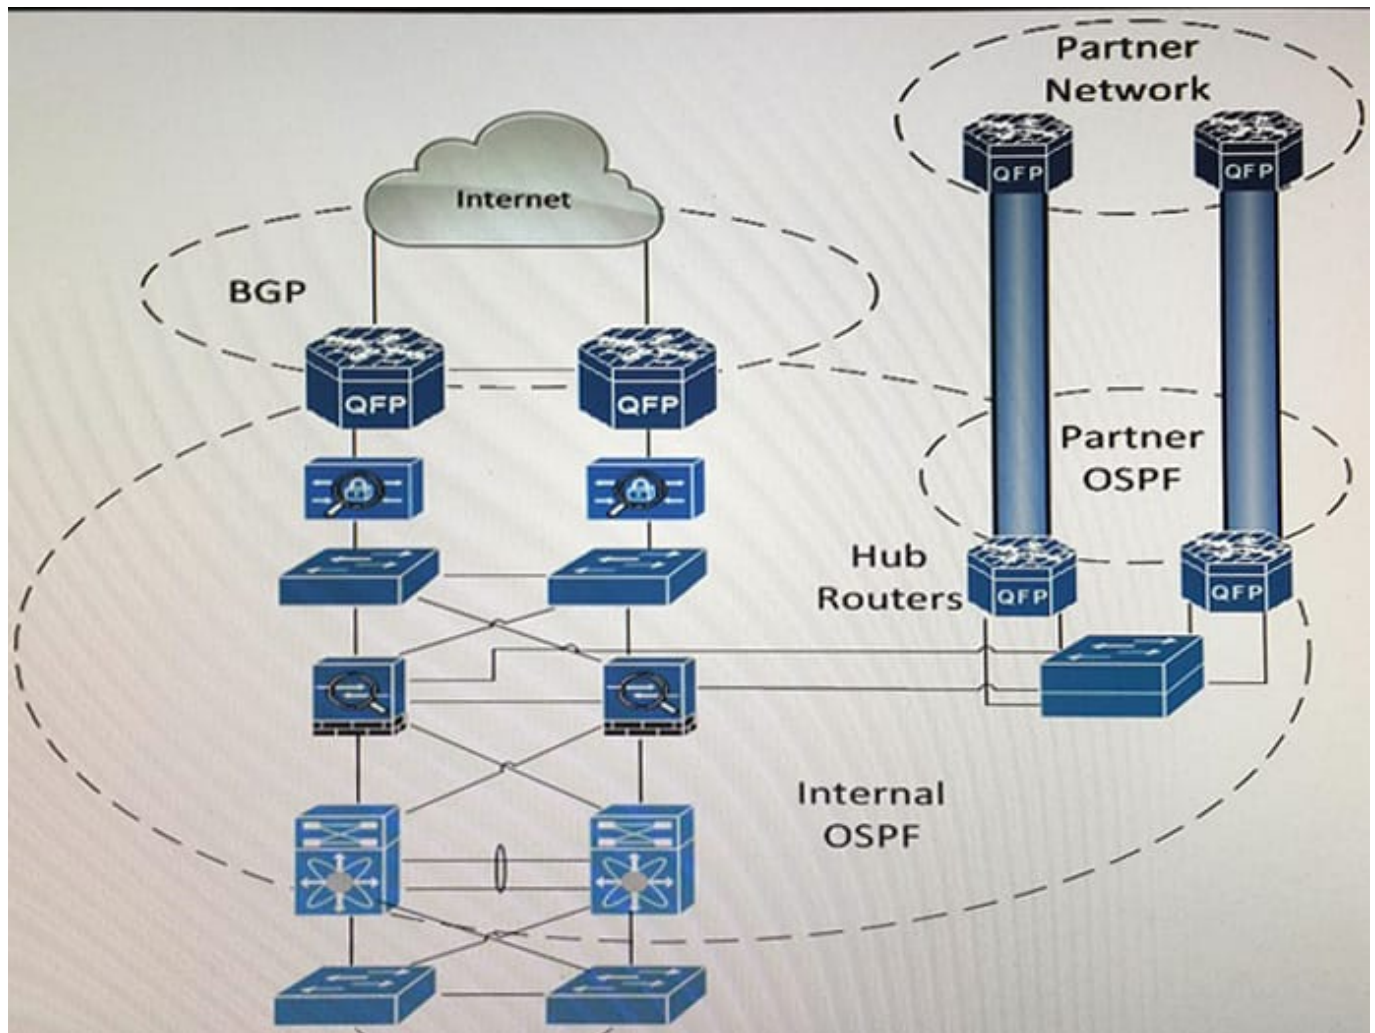 Partner
Network
QFP
QFP
Internet
BGP
QFP
QFP
Partner
OSPF
Hub
Routers
QFP
QFP
Internal
OSPF